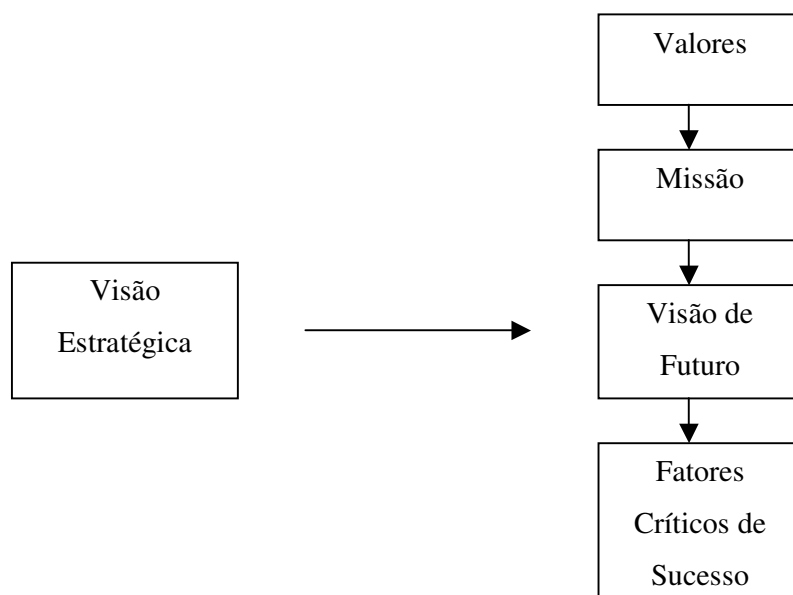 Valores
Missão
Visão
Estratégica
Visão de
Futuro
Fatores
Críticos de
Sucesso